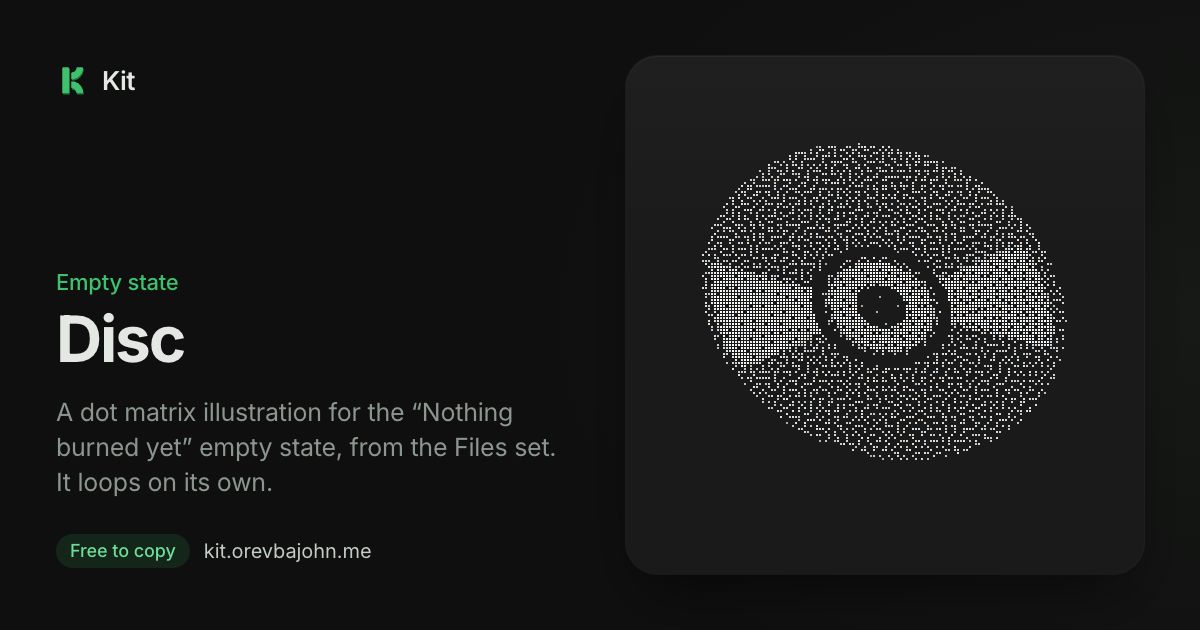 Kit
Empty state
Disc
A dot matrix illustration for the “Nothing
burned yet” empty state, from the Files set.
It loops on its own.
Free to copy
kit.orevbajohn.me